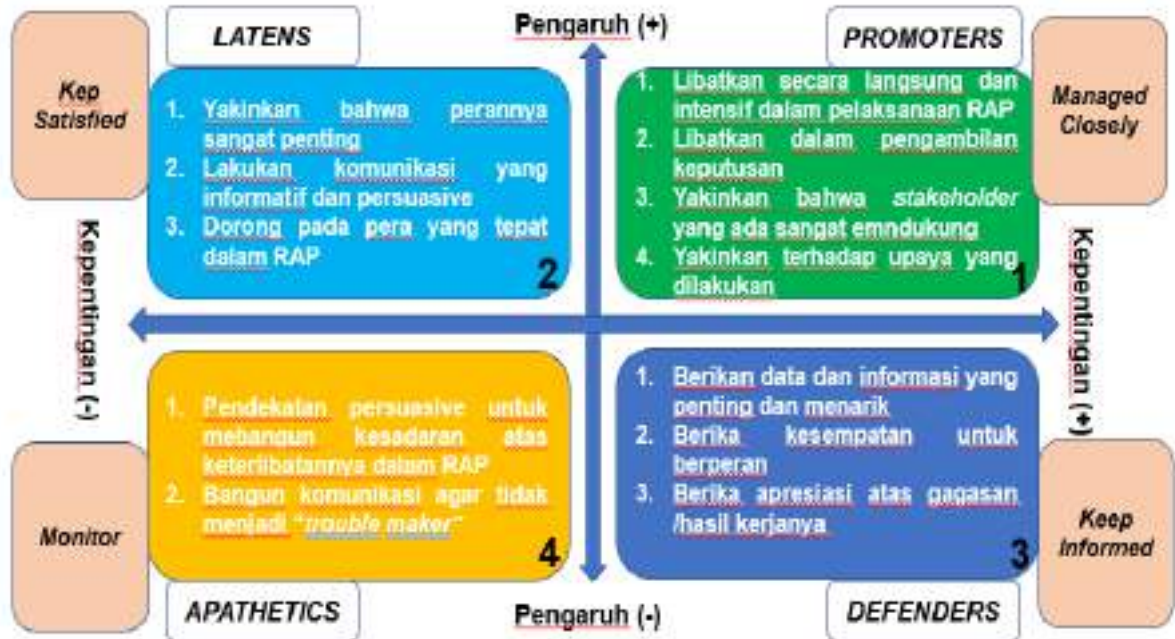 LATENS
Pengaruh (+)
PROMOTERS
Kep
Satisfied
1. Yakinkan bahwa perannya
sangat penting
2. Lakukan komunikasi yang
informatif dan persuasive
3. Dorong pada pera yang tepat
dalam RAP
2
1. Libatkan secara langsung dan
intensif dalam pelaksanaan RAP
2. Libatkan dalam pengambilan
keputusan
3. Yakinkan bahwa stakeholder
yang ada sangat emndukung
4. Yakinkan terhadap upaya yang
dilakukan
1
Managed
Closely
Kepentingan (-)
Kepentingan (+)
Monitor
1. Pendekatan persuasive untuk
mebangun kesadaran atas
keterlibatannya dalam RAP
2. Bangun komunikasi agar tidak
menjadi "trouble maker"
4
1. Berikan data dan informasi yang
penting dan menarik
2. Berika kesempatan untuk
berperan
3. Berika apresiasi atas gagasan
/hasil kerjanya
3
Keep
Informed
APATHETICS
Pengaruh (-)
DEFENDERS